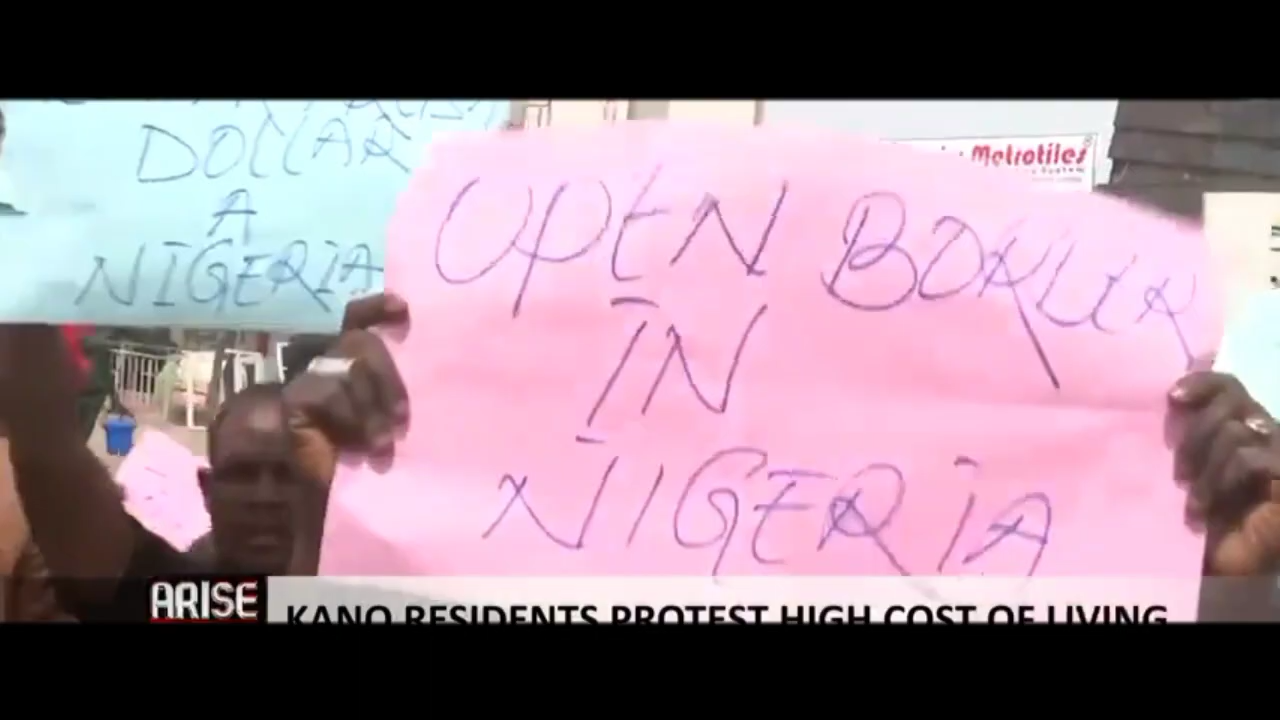 DOLLAR
A
NIGERIA
OPEN BORDER
IN
NIGERIA
Metrotiles
ARISE
KANO RESIDENTS PROTEST HIGH COST OF LIVING